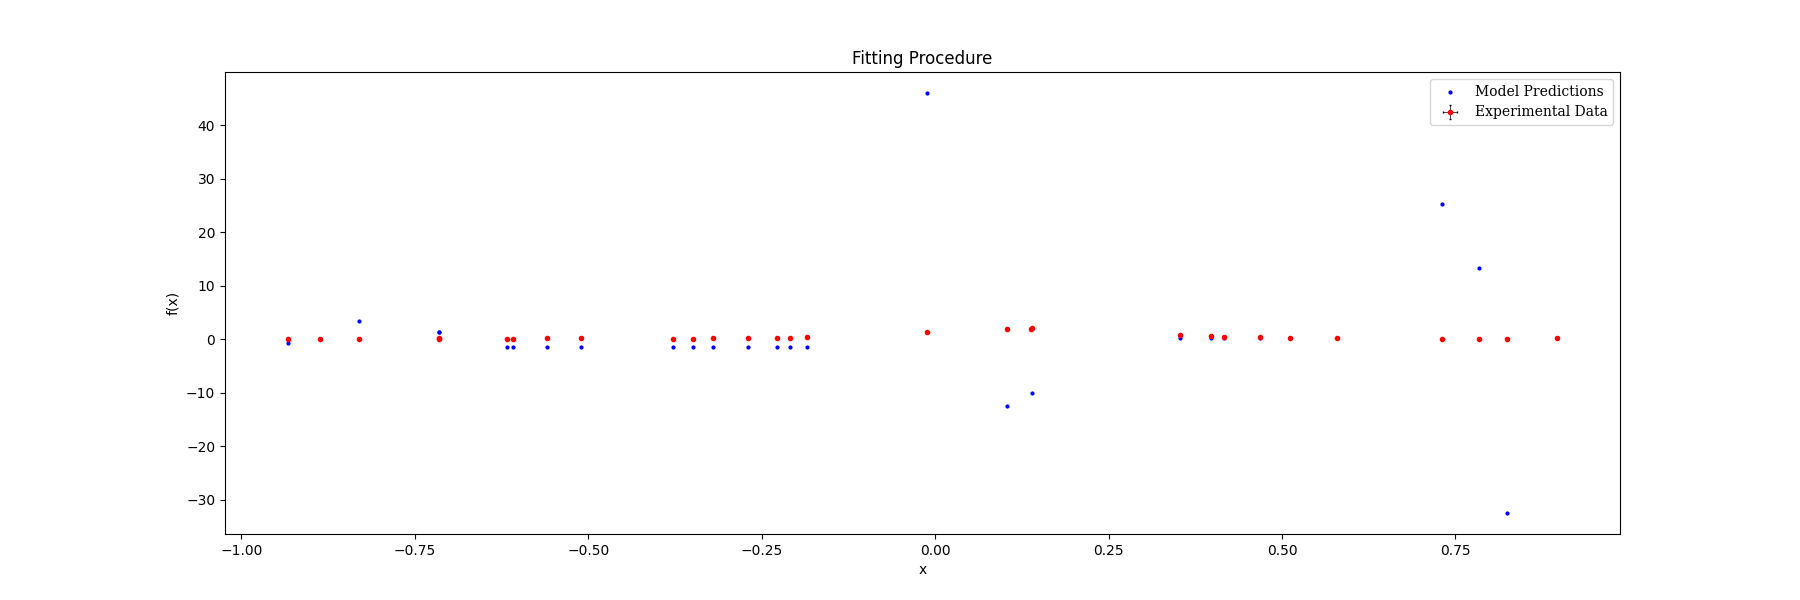 Fitting Procedure
Model Predictions
Experimental Data
f(x)
40
30
20
10
0
−10
−20
−30
−1.00 −0.75 −0.50 −0.25 0.00 0.25 0.50 0.75
x